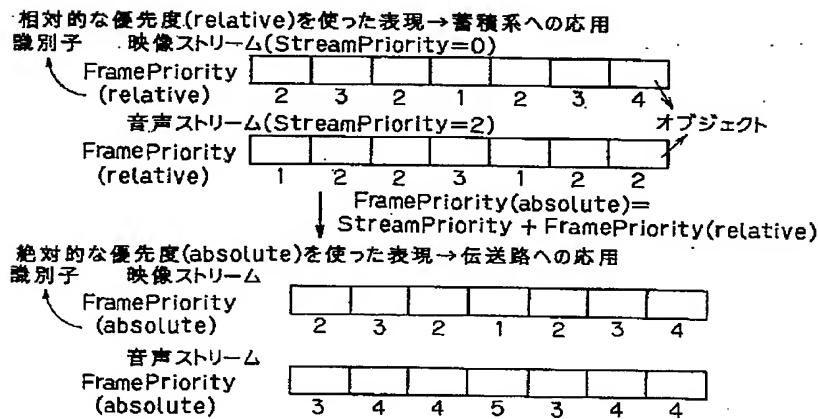 相対的な優先度(relative)を使った表現→蓄積系への応用
識別子 映像ストリーム(StreamPriority=0)
FramePriority
(relative) 2 3 2 1 2 3 4
オブジェクト
音声ストリーム(StreamPriority=2)
FramePriority
(relative) 1 2 2 3 1 2 2
FramePriority(absolute)=
StreamPriority + FramePriority(relative)
絶対的な優先度(absolute)を使った表現→伝送路への応用
識別子 映像ストリーム
FramePriority
(absolute) 2 3 2 1 2 3 4
音声ストリーム
FramePriority
(absolute) 3 4 4 5 3 4 4